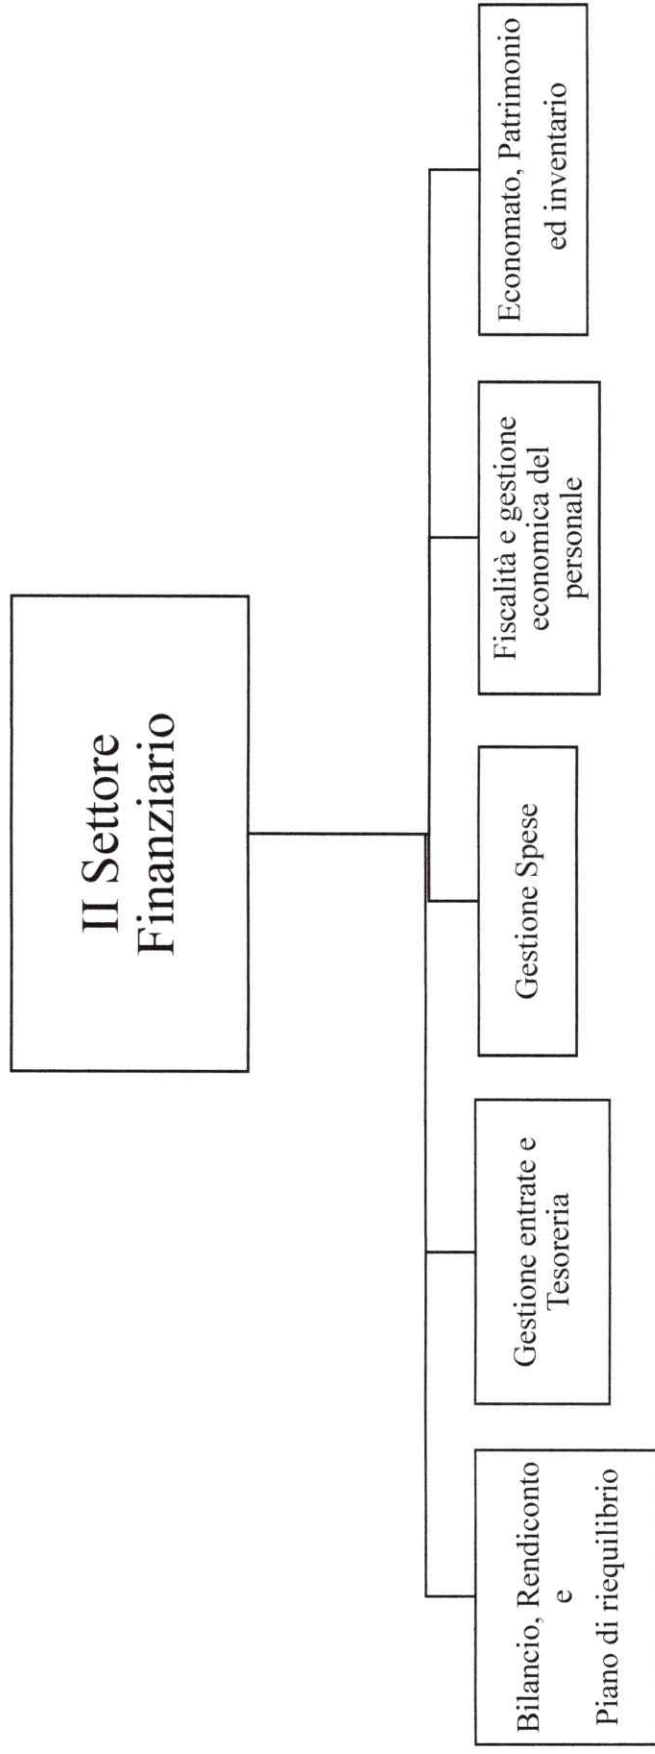 II Settore
Finanziario
Bilancio, Rendiconto
e
Piano di riequilibrio
Gestione entrate e
Tesoreria
Gestione Spese
Fiscalità e gestione
economica del
personale
Economato, Patrimonio
ed inventario